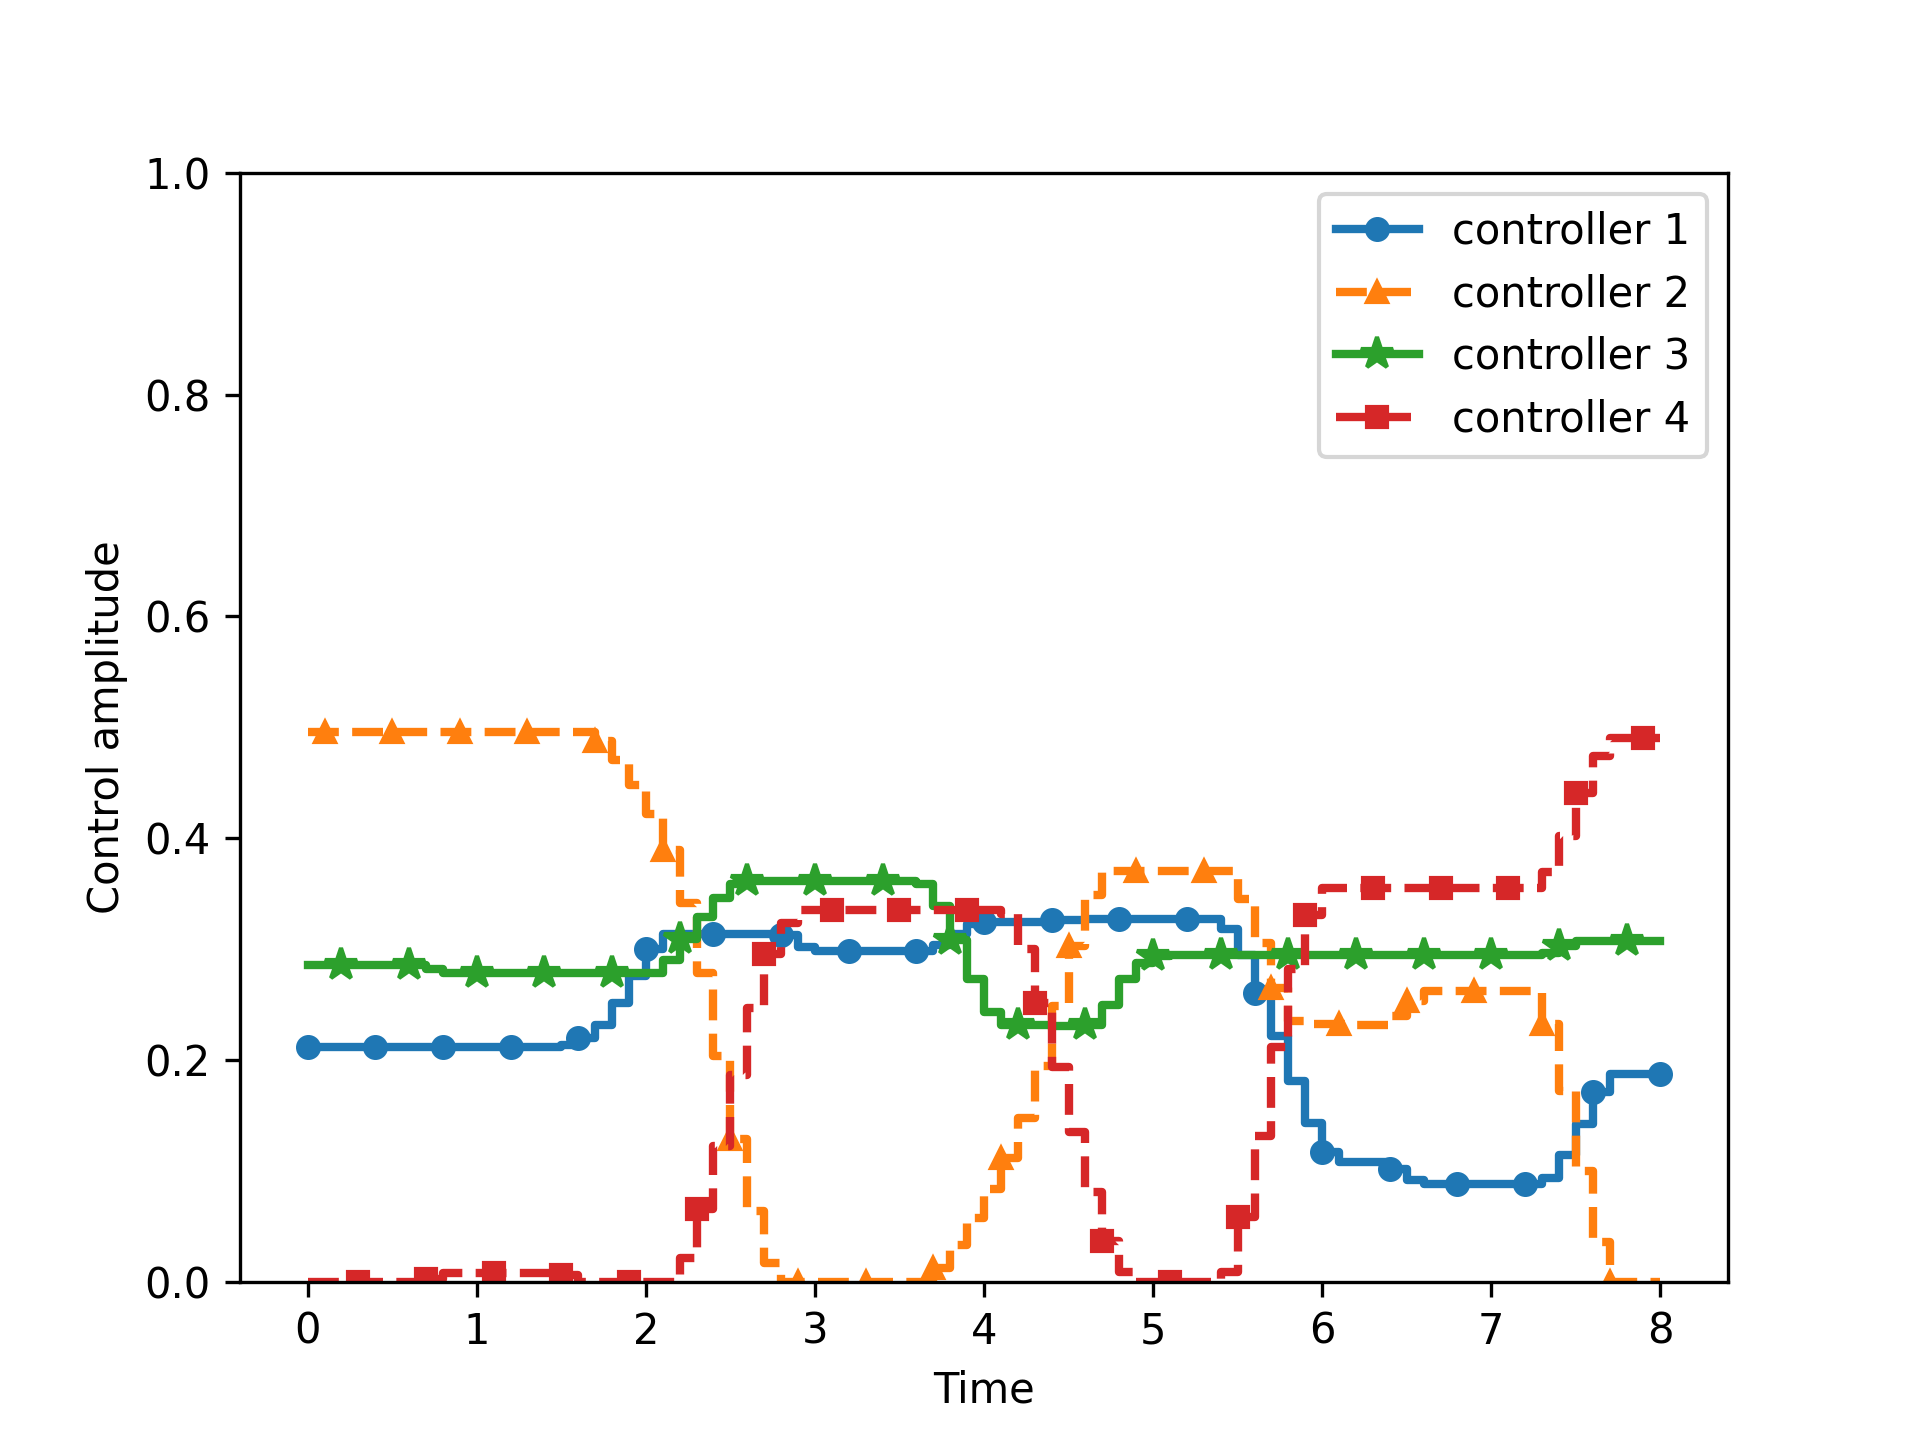 controller 1
controller 2
controller 3
controller 4
1.0
0.8
0.6
0.4
0.2
0.0
Control amplitude
0 1 2 3 4 5 6 7 8
Time